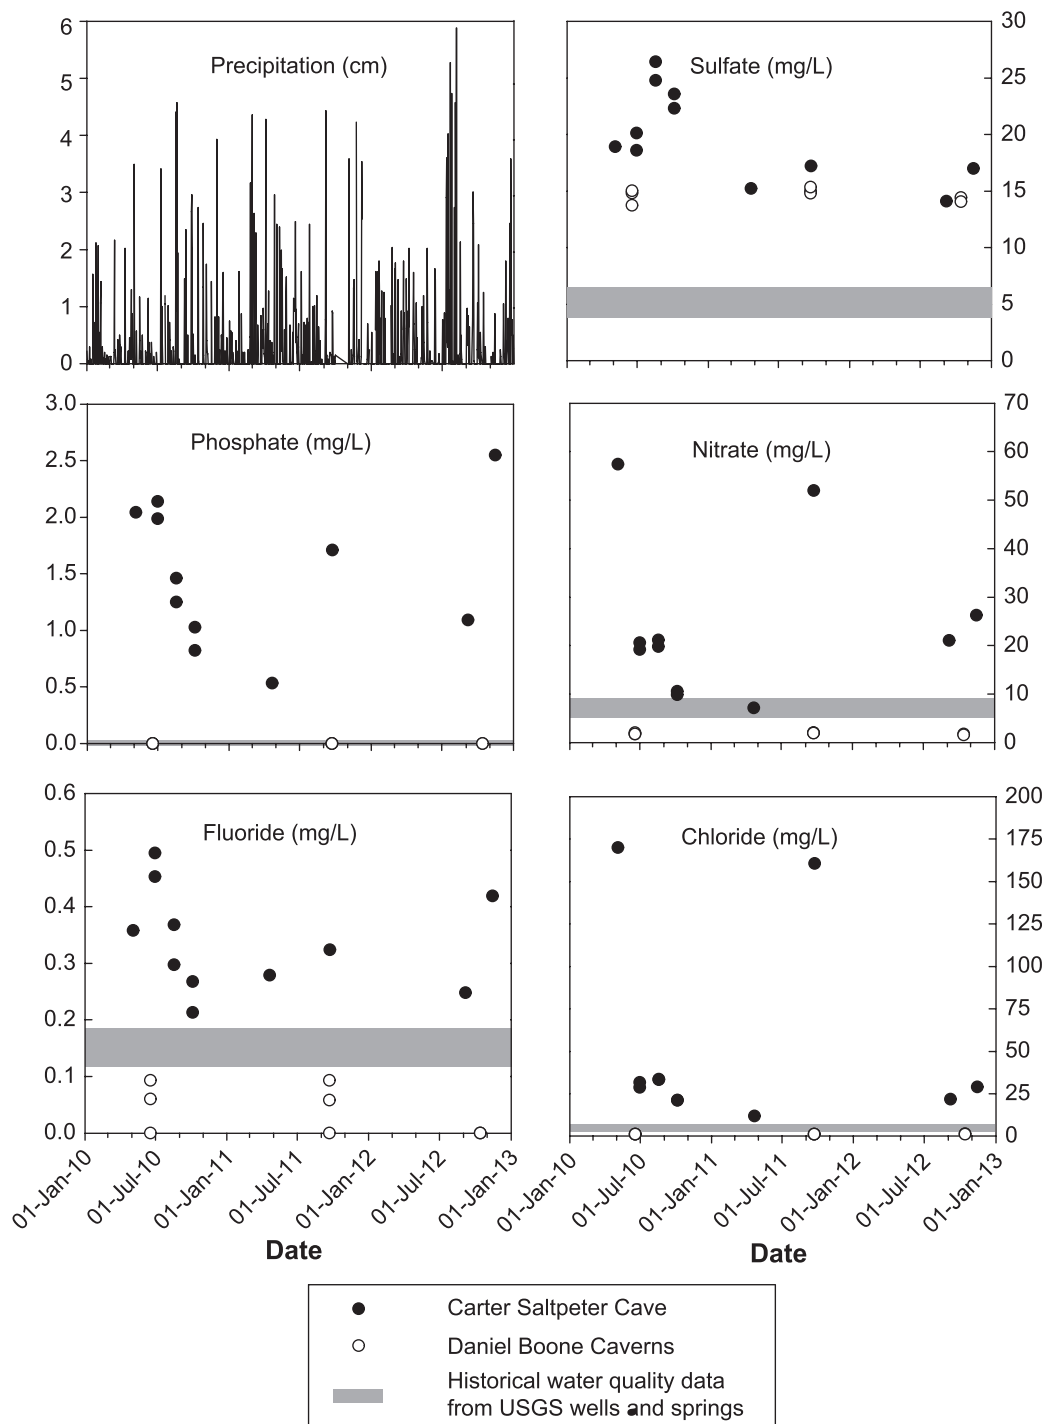 Precipitation (cm)
6
5
4
3
2
1
0
Sulfate (mg/L)
30
25
20
15
10
5
0
Phosphate (mg/L)
3.0
2.5
2.0
1.5
1.0
0.5
0.0
Nitrate (mg/L)
70
60
50
40
30
20
10
0
Fluoride (mg/L)
0.6
0.5
0.4
0.3
0.2
0.1
0.0
01-Jan-10
01-Jul-10
01-Jan-11
01-Jul-11
01-Jan-12
01-Jul-12
01-Jan-13
Date
Chloride (mg/L)
200
175
150
125
100
75
50
25
0
01-Jan-10
01-Jul-10
01-Jan-11
01-Jul-11
01-Jan-12
01-Jul-12
01-Jan-13
Date
Carter Saltpeter Cave
Daniel Boone Caverns
Historical water quality data
from USGS wells and springs